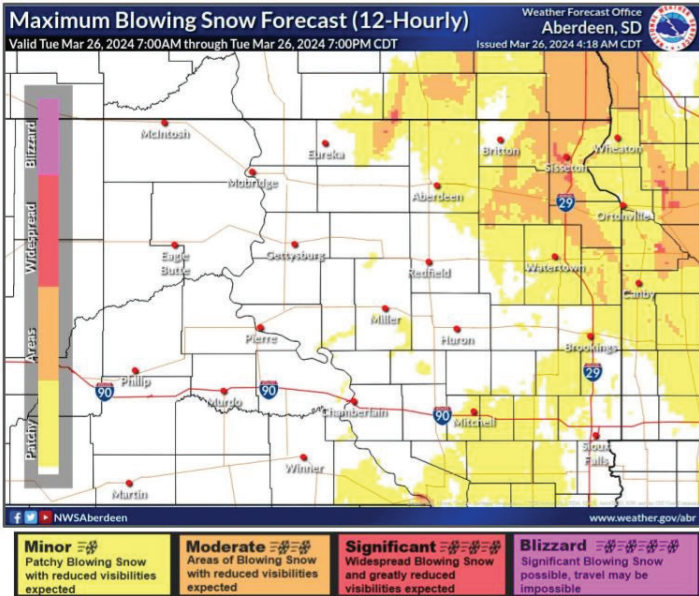 Maximum Blowing Snow Forecast (12-Hourly)
Valid Tue Mar 26, 2024 7:00AM through Tue Mar 26, 2024 7:00PM CDT
Weather Forecast Office
Aberdeen, SD
Issued Mar 26, 2024 4:18 AM CDT
Blizzard
Widespread
Areas
Patchy
McIntosh
Eureka
Britton
Wheaton
Sisseton
Mobridge
Aberdeen
29
Ortonville
Eagle
Butte
Gettysburg
Redfield
Watertown
Canby
Miller
Pierre
Huron
Brookings
Philip
90
Murdo
90
Chamberlain
90
Mitchell
29
Sioux
Falls
Winner
Martin
NWSAberdeen
www.weather.gov/abr
Minor
Patchy Blowing Snow
with reduced visibilities
expected
Moderate
Areas of Blowing Snow
with reduced visibilities
expected
Significant
Widespread Blowing Snow
and greatly reduced
visibilities expected
Blizzard
Significant Blowing Snow
possible, travel may be
impossible